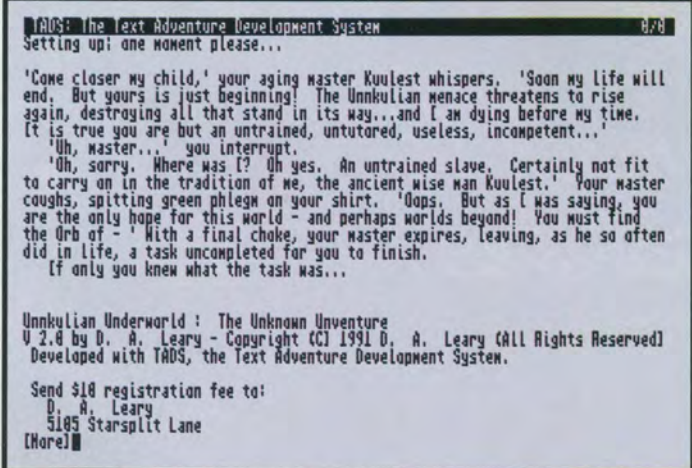 TADS: The Text Adventure Development System 0/0
Setting up: one moment please...
'Come closer my child,' your aging master Kuulest whispers. 'Soon my life will
end. But yours is just beginning! The Unnkulian menace threatens to rise
again, destroying all that stand in its way...and I am dying before my time.
It is true you are but an untrained, untutored, useless, incompetent...'
'Uh, master...' you interrupt.
'Oh, sorry. Where was I? Oh yes. An untrained slave. Certainly not fit
to carry on in the tradition of me, the ancient wise man Kuulest.' Your master
coughs, spitting green phlegm on your shirt. 'Oops. But as I was saying, you
are the only hope for this world - and perhaps worlds beyond! You must find
the Orb of - ' With a final choke, your master expires, leaving, as he so often
did in life, a task uncompleted for you to finish.
If only you knew what the task was...
Unnkulian Underworld : The Unknown Unventure
V 2.0 by D. A. Leary - Copyright (C) 1991 D. A. Leary (All Rights Reserved)
Developed with TADS, the Text Adventure Development System.
Send $10 registration fee to:
D. A. Leary
5105 Starsplit Lane
[More]